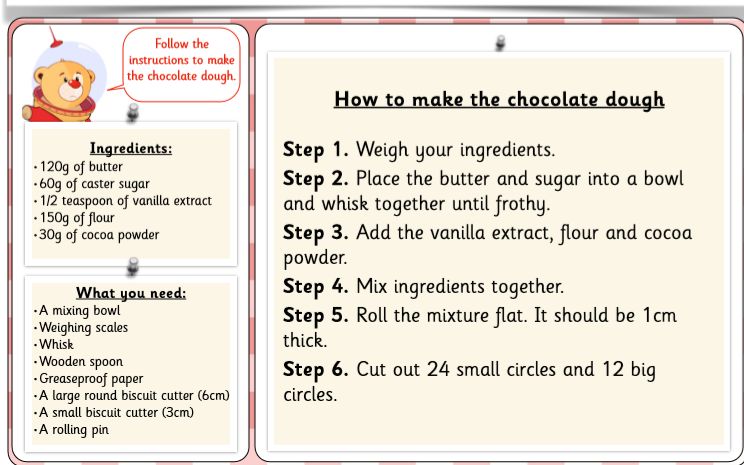 Follow the
instructions to make
the chocolate dough.
Ingredients:
·120g of butter
·60g of caster sugar
·1/2 teaspoon of vanilla extract
·150g of flour
·30g of cocoa powder
What you need:
·A mixing bowl
·Weighing scales
·Whisk
·Wooden spoon
·Greaseproof paper
·A large round biscuit cutter (6cm)
·A small biscuit cutter (3cm)
·A rolling pin
How to make the chocolate dough
Step 1. Weigh your ingredients.
Step 2. Place the butter and sugar into a bowl
and whisk together until frothy.
Step 3. Add the vanilla extract, flour and cocoa
powder.
Step 4. Mix ingredients together.
Step 5. Roll the mixture flat. It should be 1cm
thick.
Step 6. Cut out 24 small circles and 12 big
circles.